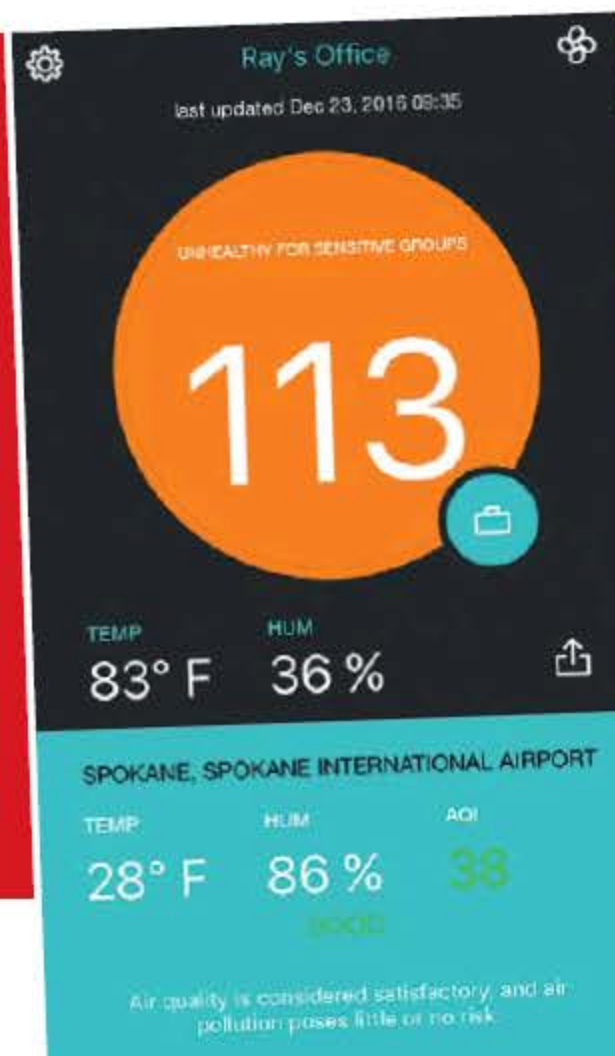 Ray's Office
last updated Dec 23, 2016 09:35
UNHEALTHY FOR SENSITIVE GROUPS
113
TEMP HUM
83° F 36 %
SPOKANE, SPOKANE INTERNATIONAL AIRPORT
TEMP HUM AQI
28° F 86 % 38
GOOD
Air quality is considered satisfactory, and air
pollution poses little or no risk